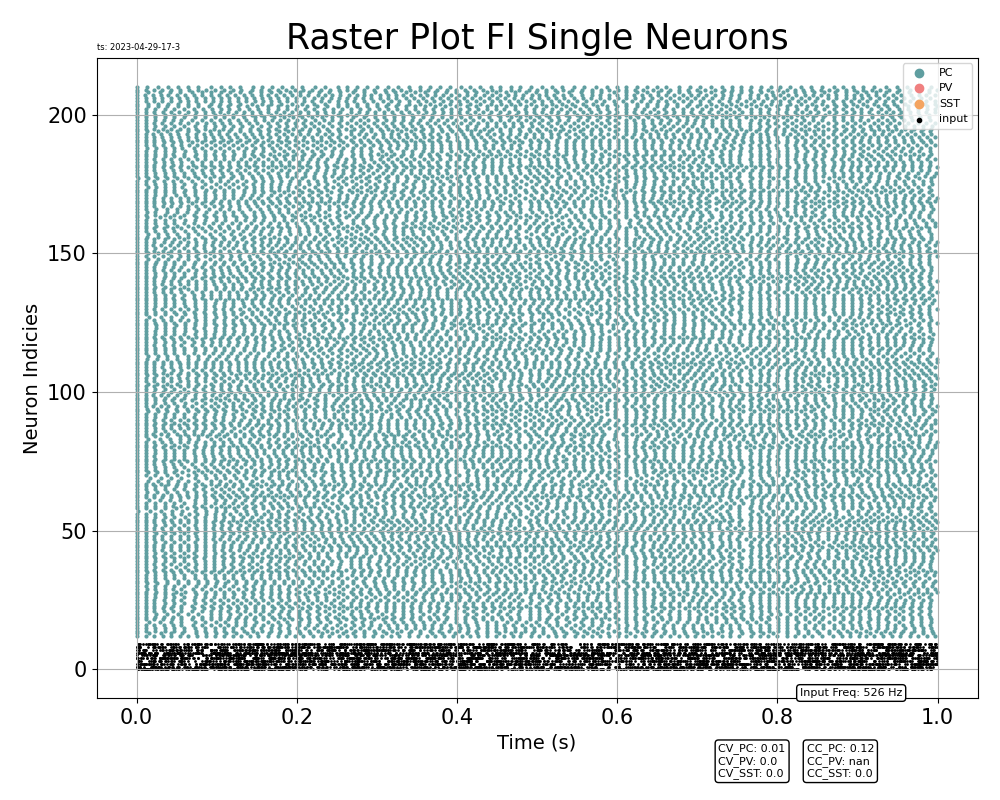 Raster Plot FI Single Neurons
ts: 2023-04-29-17-3
PC
PV
SST
input
200
150
100
50
0
Neuron Indicies
Input Freq: 526 Hz
0.0 0.2 0.4 0.6 0.8 1.0
Time (s)
CV_PC: 0.01
CV_PV: 0.0
CV_SST: 0.0
CC_PC: 0.12
CC_PV: nan
CC_SST: 0.0